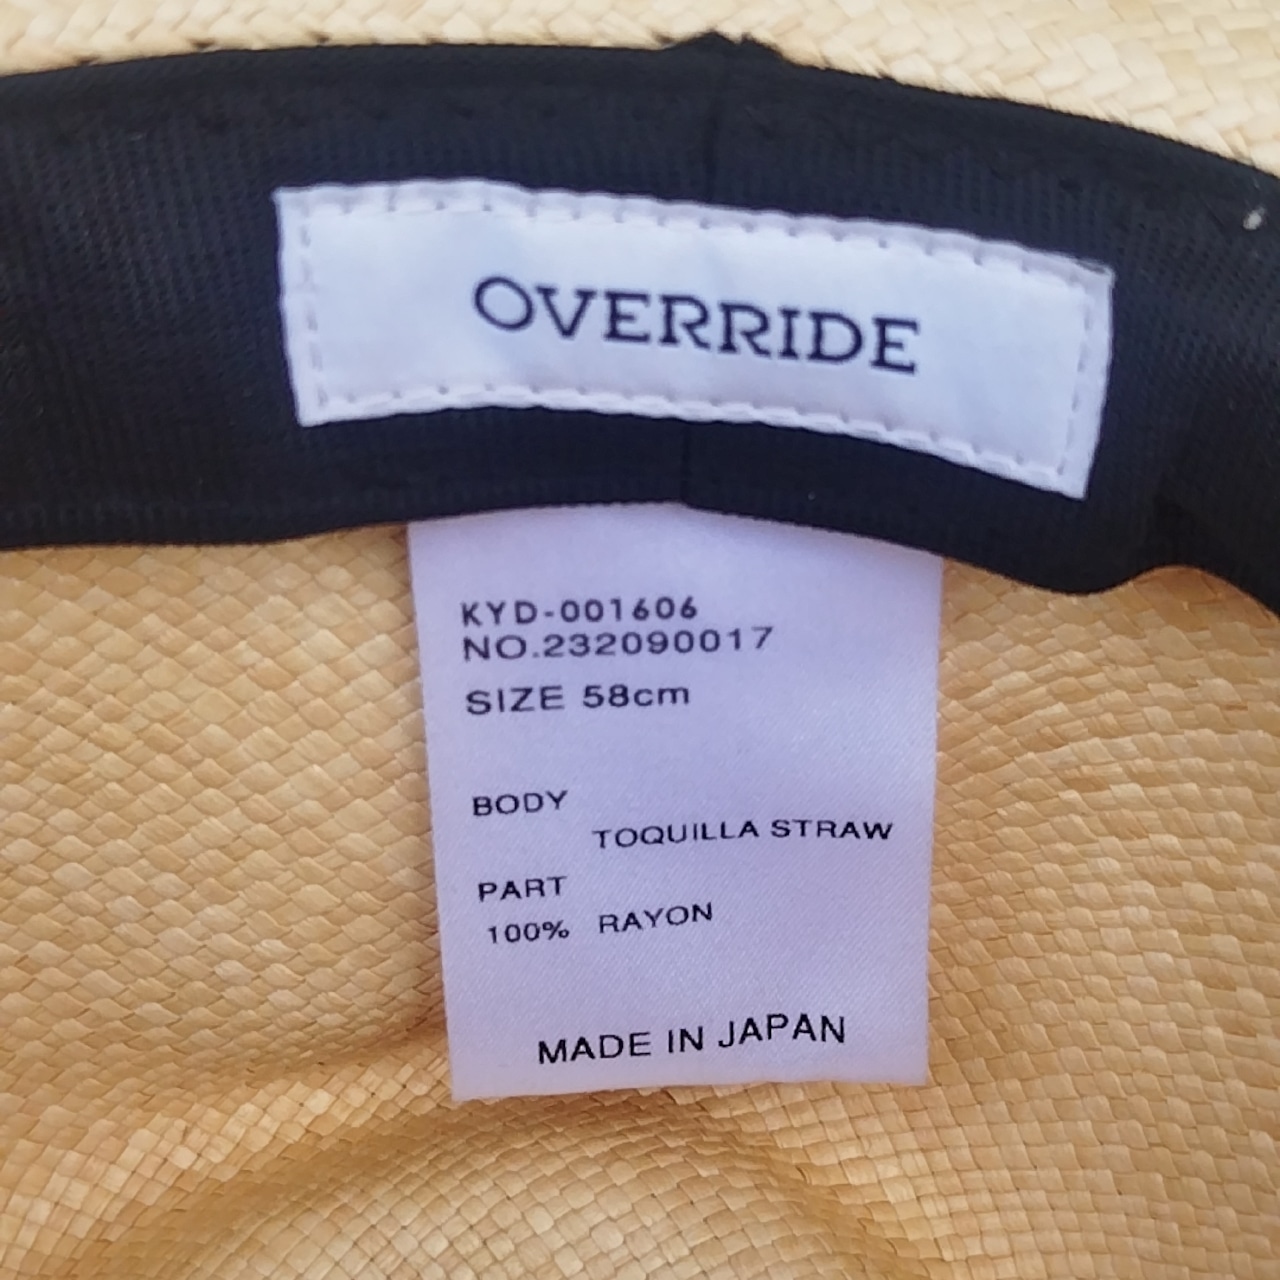 OVERRIDE
KYD-001606
NO.232090017
SIZE 58cm
BODY
TOQUILLA STRAW
PART
100% RAYON
MADE IN JAPAN